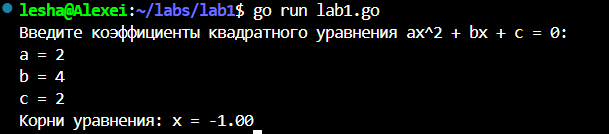 lesha@Alexei:~/labs/lab1$ go run lab1.go
Введите коэффициенты квадратного уравнения ax^2 + bx + c = 0:
a = 2
b = 4
c = 2
Корни уравнения: x = -1.00